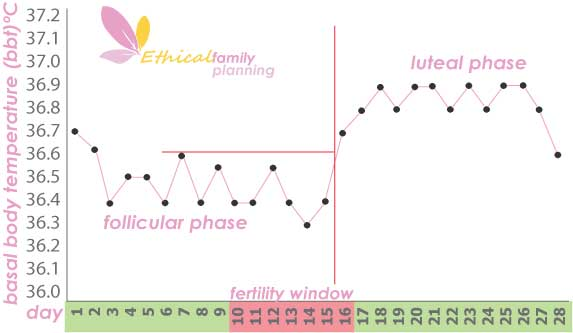 37.2
37.1
37.0
36.9
36.8
36.7
36.6
36.5
36.4
36.3
36.2
36.1
36.0
basal body temperature (bbt)°C
Ethical family
planning
luteal phase
follicular phase
fertility window
day 1 2 3 4 5 6 7 8 9 10 11 12 13 14 15 16 17 18 19 20 21 22 23 24 25 26 27 28